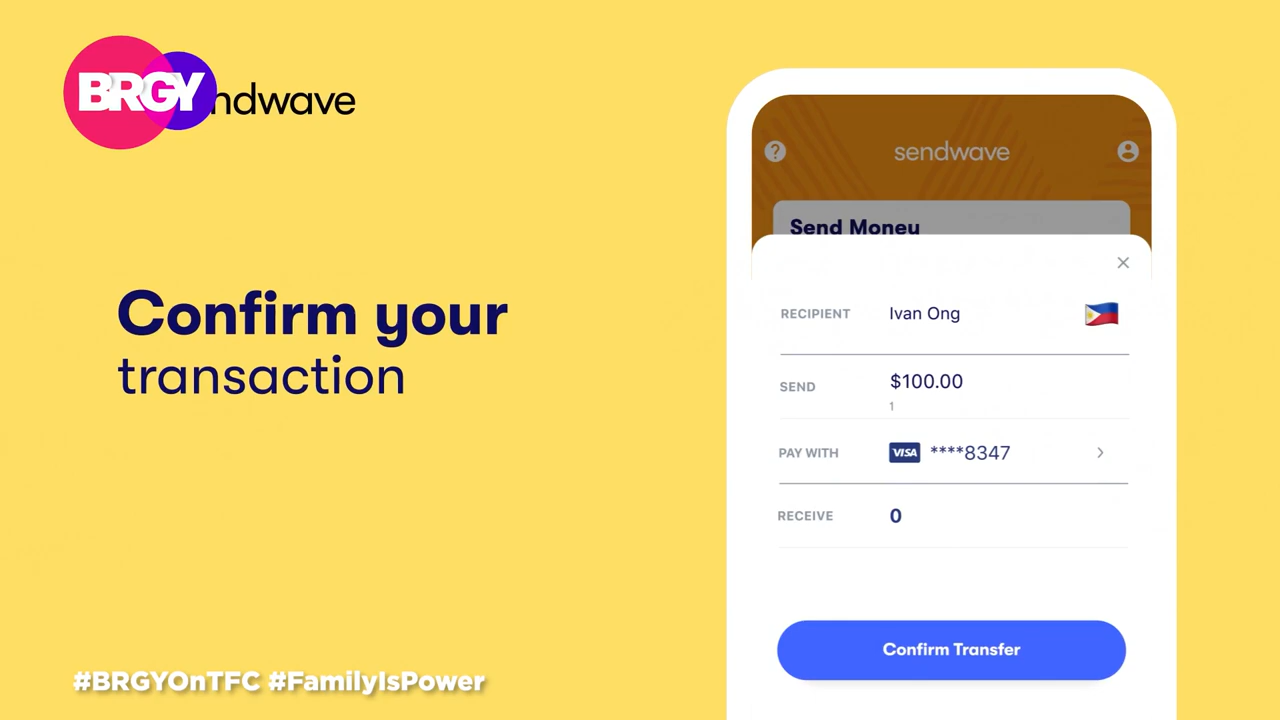 BRGY
ndwave
Confirm your
transaction
#BRGYOnTFC #FamilyIsPower
sendwave
Send Money
RECIPIENT Ivan Ong
SEND $100.00
1
PAY WITH VISA ****8347
RECEIVE 0
Confirm Transfer